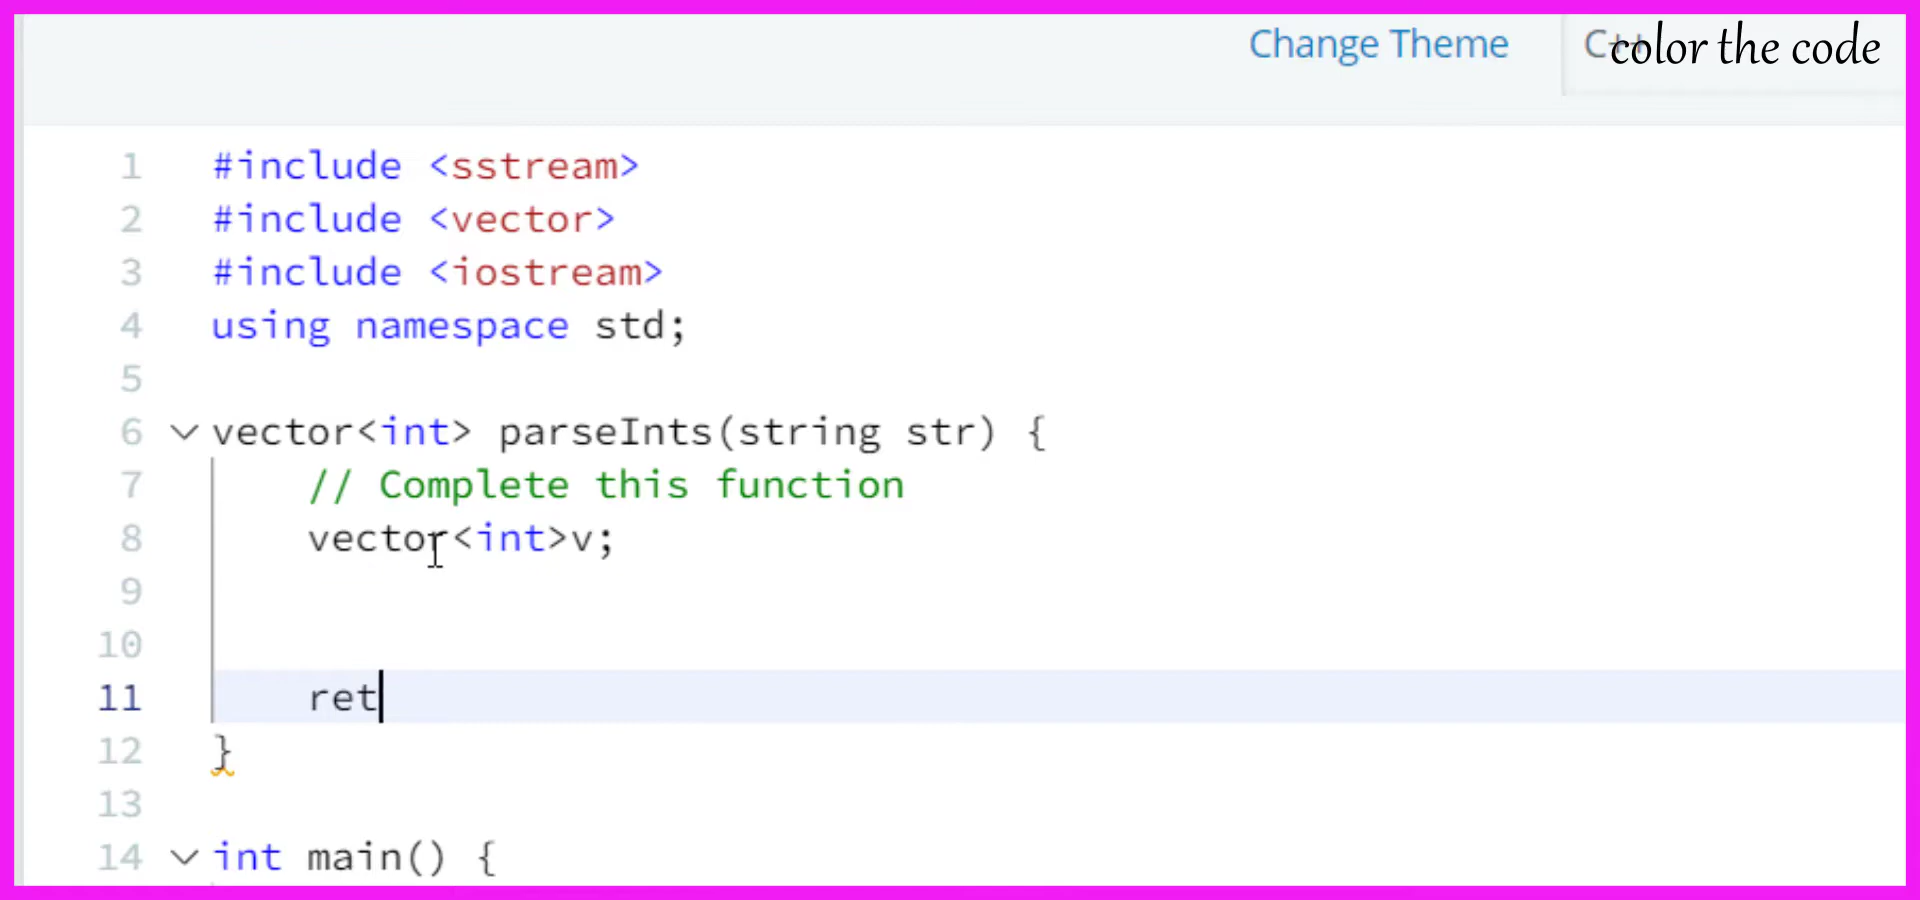 Change Theme
C++
color the code
1 #include <sstream>
2 #include <vector>
3 #include <iostream>
4 using namespace std;
5
6 vector<int> parseInts(string str) {
7 // Complete this function
8 vector<int>v;
9
10
11 ret
12 }
13
14 int main() {